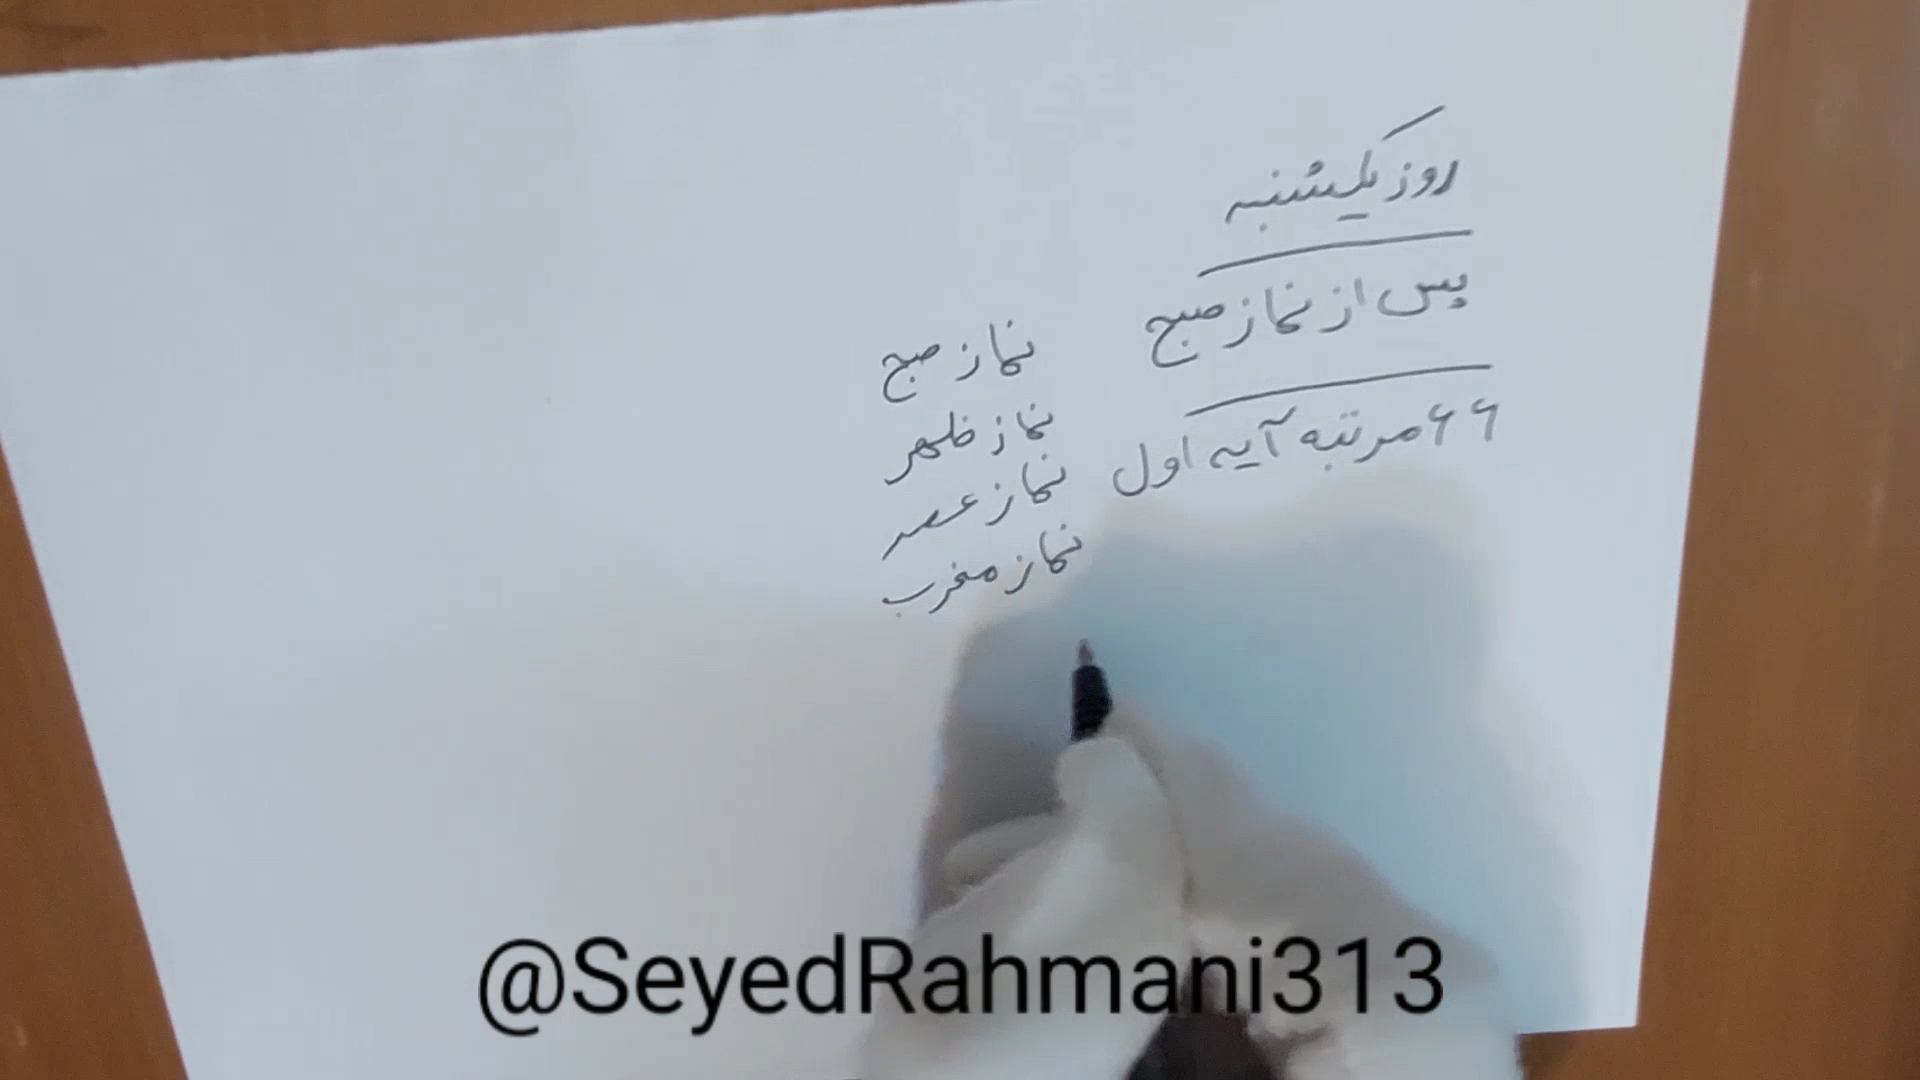 روز یکشنبه
پس از نماز صبح
۶۶ مرتبه آیه اول
نماز صبح
نماز ظهر
نماز عصر
نماز مغرب
@SeyedRahmani313